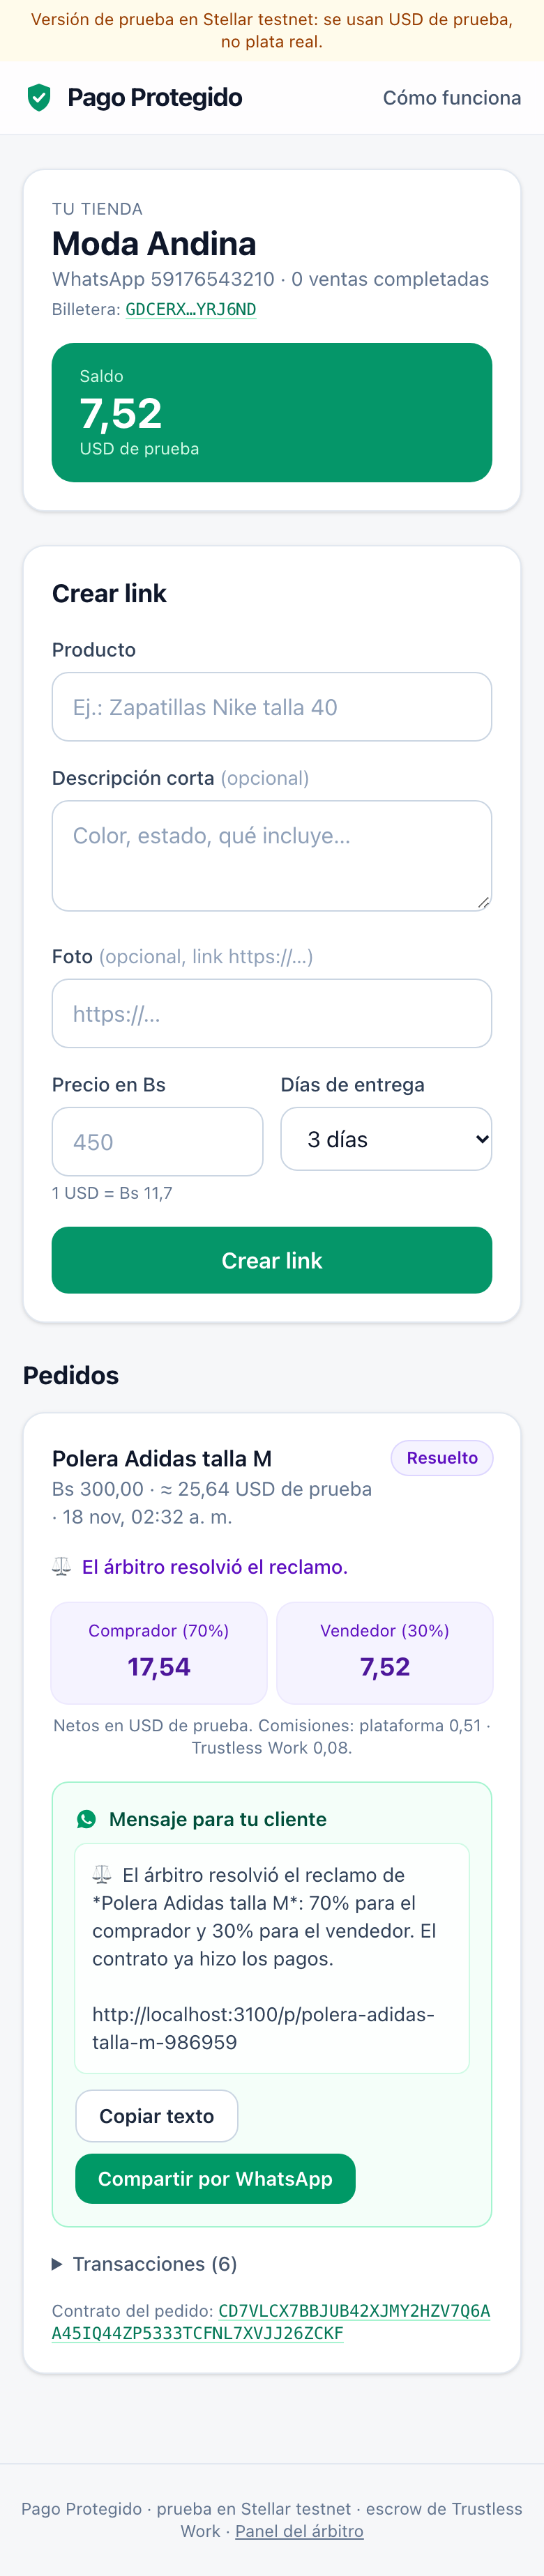 Versión de prueba en Stellar testnet: se usan USD de prueba,
no plata real.
Pago Protegido
Cómo funciona
TU TIENDA
Moda Andina
WhatsApp 59176543210 · 0 ventas completadas
Billetera: GDCERX…YRJ6ND
Saldo
7,52
USD de prueba
Crear link
Producto
Ej.: Zapatillas Nike talla 40
Descripción corta (opcional)
Color, estado, qué incluye…
Foto (opcional, link https://…)
https://…
Precio en Bs
Días de entrega
450
3 días
1 USD = Bs 11,7
Crear link
Pedidos
Polera Adidas talla M
Resuelto
Bs 300,00 · ≈ 25,64 USD de prueba
· 18 nov, 02:32 a. m.
⚖️ El árbitro resolvió el reclamo.
Comprador (70%)
17,54
Vendedor (30%)
7,52
Netos en USD de prueba. Comisiones: plataforma 0,51 ·
Trustless Work 0,08.
Mensaje para tu cliente
⚖️ El árbitro resolvió el reclamo de
*Polera Adidas talla M*: 70% para el
comprador y 30% para el vendedor. El
contrato ya hizo los pagos.
http://localhost:3100/p/polera-adidas-
talla-m-986959
Copiar texto
Compartir por WhatsApp
▶ Transacciones (6)
Contrato del pedido: CD7VLCX7BBJUB42XJMY2HZV7Q6A
A45IQ44ZP5333TCFNL7XVJJ26ZCKF
Pago Protegido · prueba en Stellar testnet · escrow de Trustless
Work · Panel del árbitro